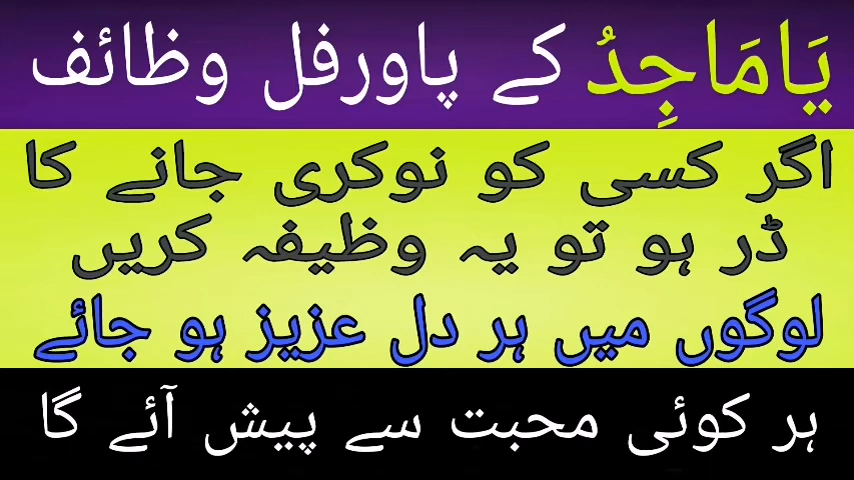 یَامَاجِدُ کے پاورفل وظائف
اگر کسی کو نوکری جانے کا
ڈر ہو تو یہ وظیفہ کریں
لوگوں میں ہر دل عزیز ہو جائے
ہر کوئی محبت سے پیش آئے گا